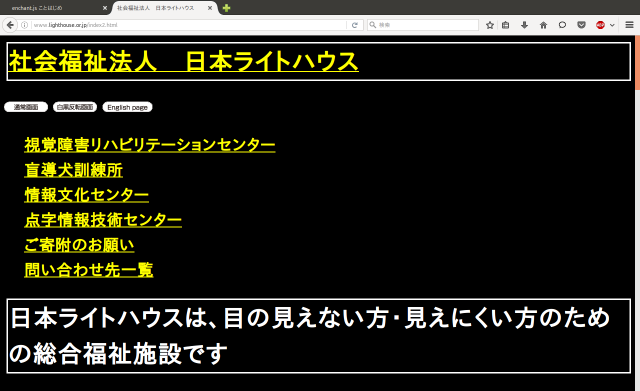 enchant.js ことはじめ
社会福祉法人 日本ライトハウス
www.lighthouse.or.jp/index2.html
検索
社会福祉法人　日本ライトハウス
通常画面 白黒反転画面 English page
視覚障害リハビリテーションセンター
盲導犬訓練所
情報文化センター
点字情報技術センター
ご寄附のお願い
問い合わせ先一覧
日本ライトハウスは、目の見えない方・見えにくい方のため
の総合福祉施設です